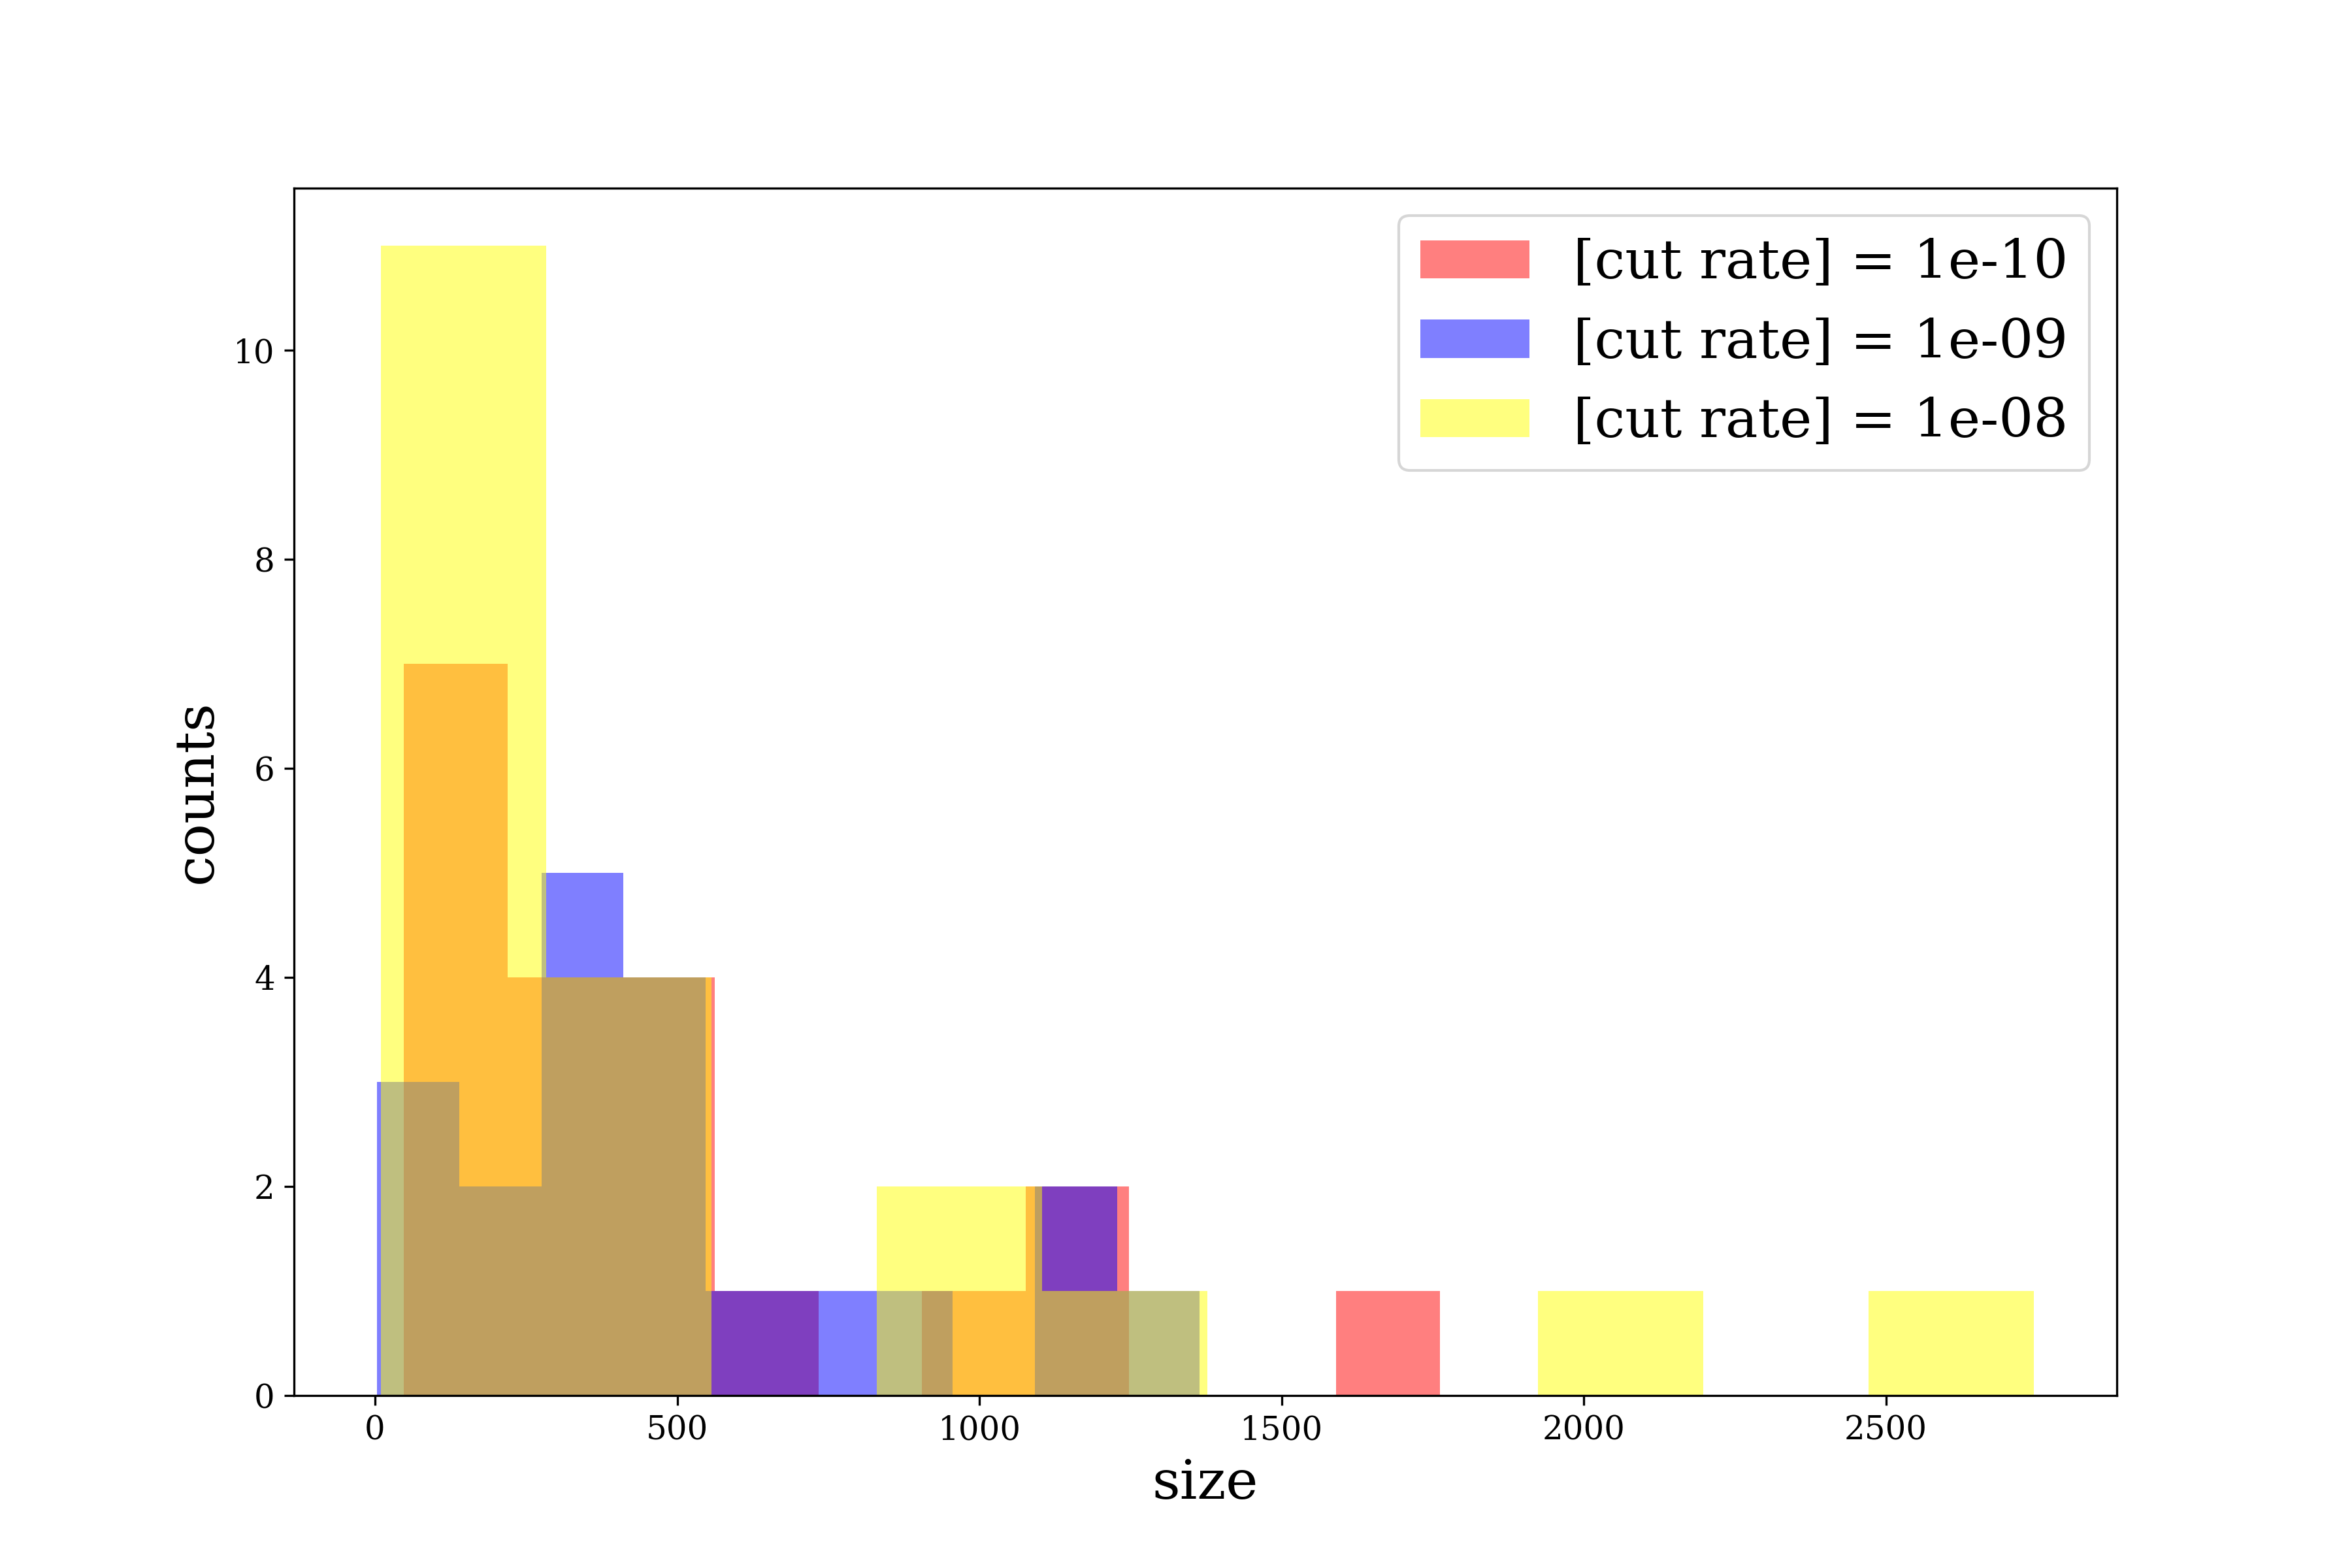 [cut rate] = 1e-10
[cut rate] = 1e-09
[cut rate] = 1e-08
10
8
6
4
2
0
counts
0 500 1000 1500 2000 2500
size